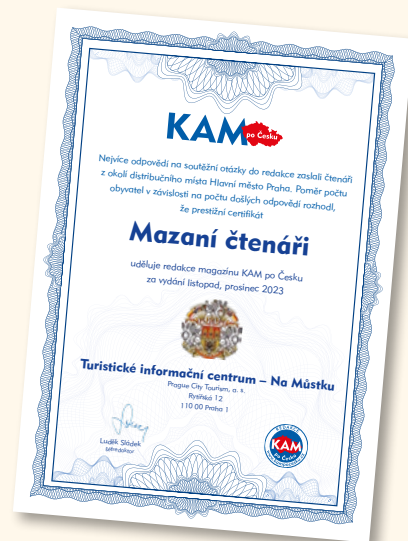 KAM
po Česku
Nejvíce odpovědí na soutěžní otázky do redakce zaslali čtenáři
z okolí distribučního místa Hlavní město Praha. Poměr počtu
obyvatel v závislosti na počtu došlých odpovědí rozhodl,
že prestižní certifikát
Mazaní čtenáři
uděluje redakce magazínu KAM po Česku
za vydání listopad, prosinec 2023
Turistické informační centrum – Na Můstku
Prague City Tourism, a. s.
Rytířská 12
110 00 Praha 1
Luděk Sládek
šéfredaktor
REDAKCE
KAM
po Česku